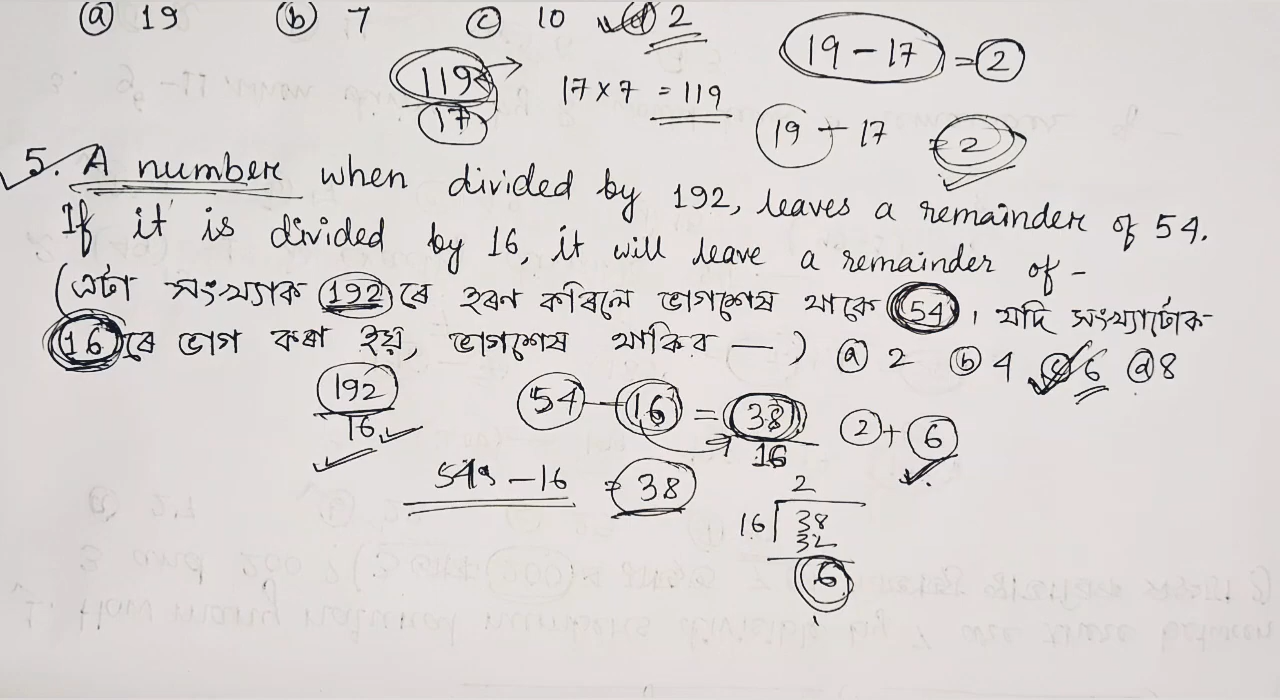 ⓐ 19 ⓑ 7 ⓒ 10 ⓓ 2
19 - 17 = 2
119
17
17 × 7 = 119
19 + 17 = 2
5. A number when divided by 192, leaves a remainder of 54.
If it is divided by 16, it will leave a remainder of -
(এটা সংখ্যাক 192 ৰে হৰণ কৰিলে ভাগশেষ থাকে 54, যদি সংখ্যাটোক
16 ৰে ভাগ কৰা হয়, ভাগশেষ থাকিব — ) ⓐ 2 ⓑ 4 ⓒ 6 ⓓ 8
192
16
54 - 16 = 38
16
2 + 6
- 16 = 38
2
16 38
32
6